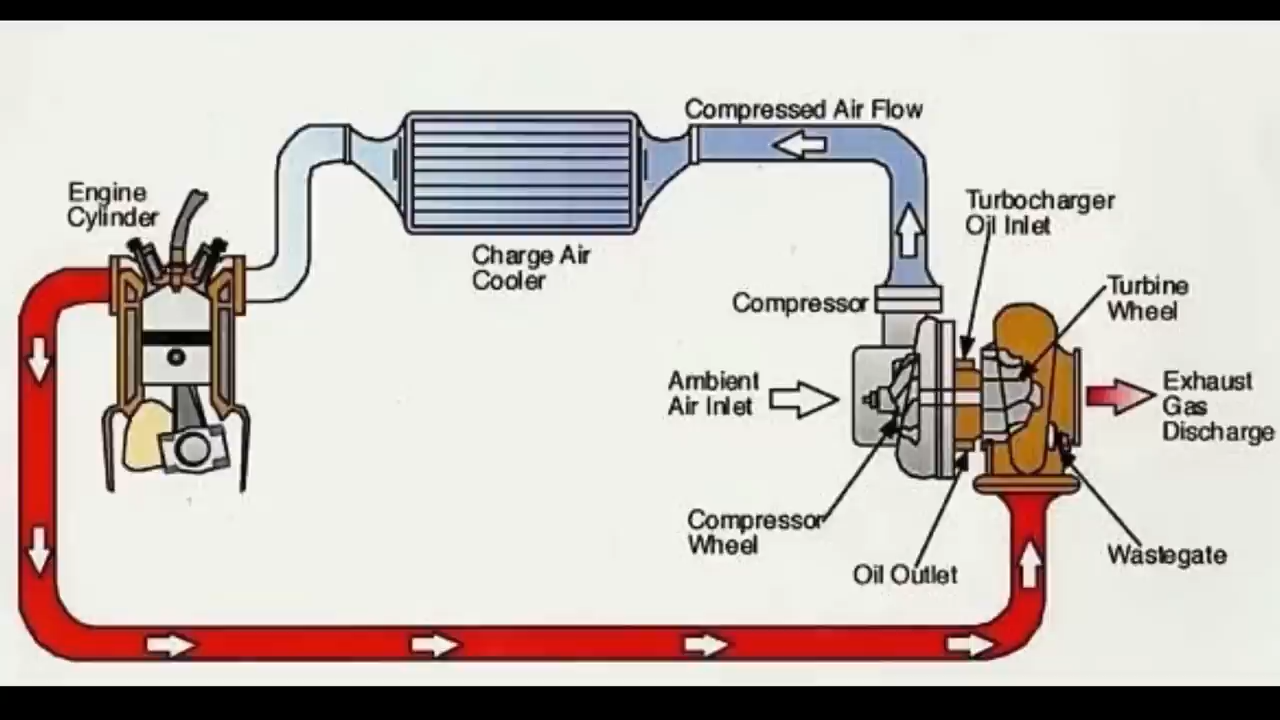 Compressed Air Flow
Engine
Cylinder
Turbocharger
Oil Inlet
Charge Air
Cooler
Turbine
Wheel
Compressor
Ambient
Air Inlet
Exhaust
Gas
Discharge
Compressor
Wheel
Wastegate
Oil Outlet